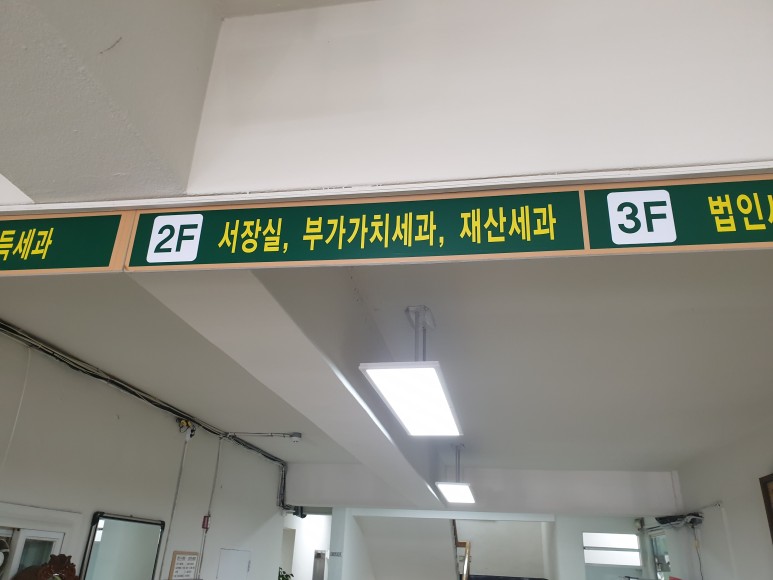 득세과 2F 서장실, 부가가치세과, 재산세과 3F 법인세